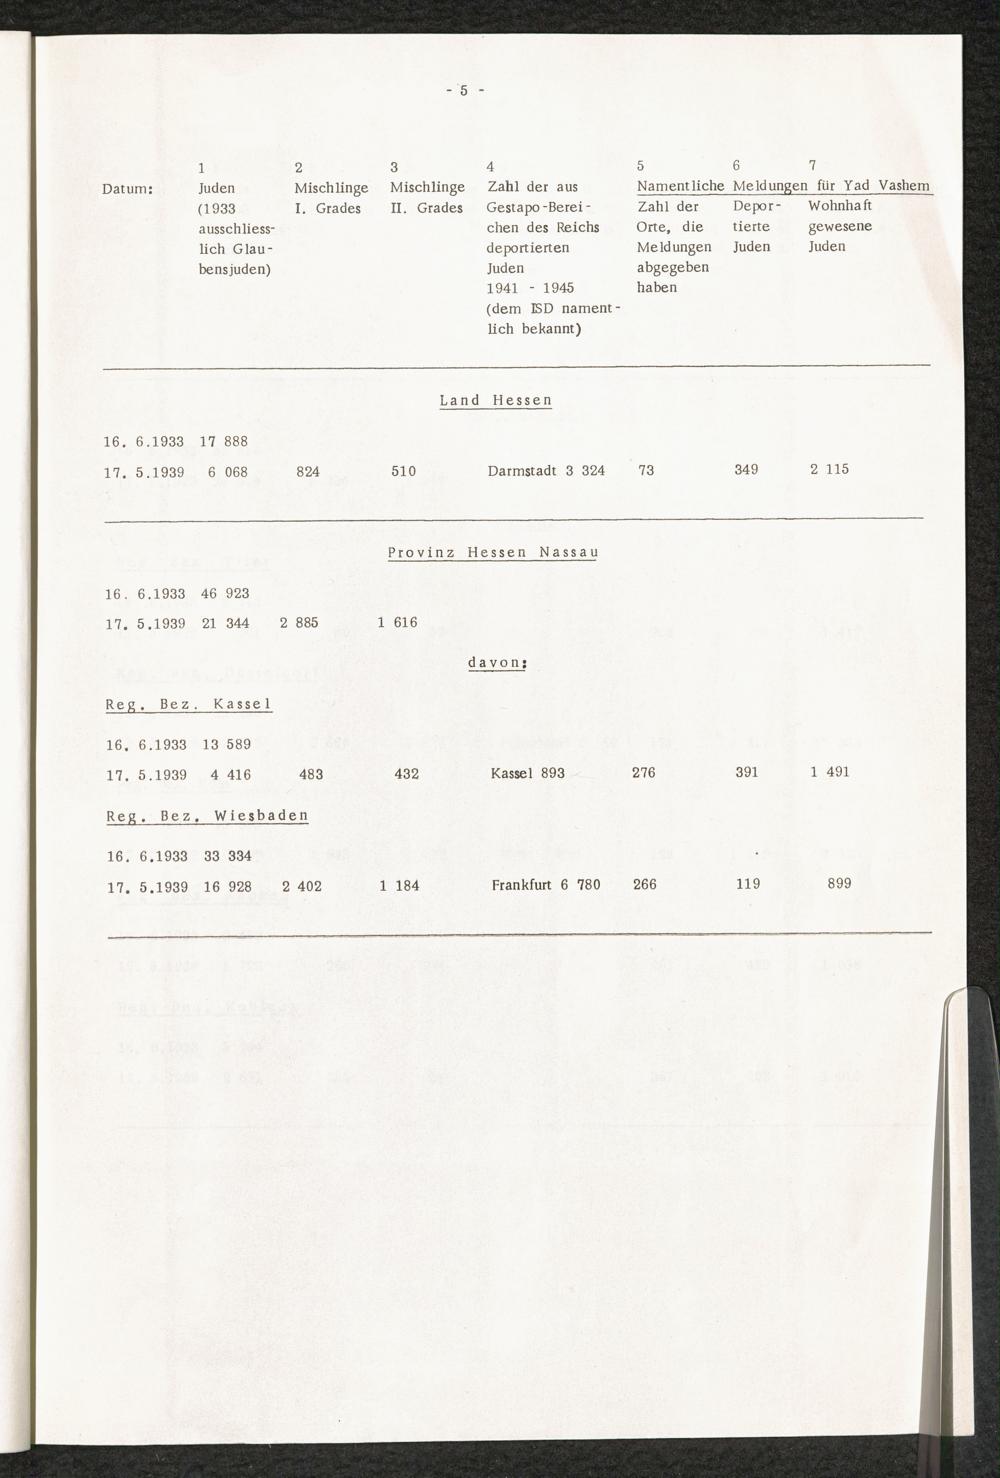 - 5 -
1 2 3 4 5 6 7
Datum: Juden Mischlinge Mischlinge Zahl der aus Namentliche Meldungen für Yad Vashem
(1933 I. Grades II. Grades Gestapo-Berei- Zahl der Depor- Wohnhaft
ausschliess- chen des Reichs Orte, die tierte gewesene
lich Glau- deportierten Meldungen Juden Juden
bensjuden) Juden abgegeben
1941 - 1945 haben
(dem ISD nament-
lich bekannt)
Land Hessen
16. 6.1933 17 888
17. 5.1939 6 068 824 510 Darmstadt 3 324 73 349 2 115
Provinz Hessen Nassau
16. 6.1933 46 923
17. 5.1939 21 344 2 885 1 616
davon:
Reg. Bez. Kassel
16. 6.1933 13 589
17. 5.1939 4 416 483 432 Kassel 893 276 391 1 491
Reg. Bez. Wiesbaden
16. 6.1933 33 334
17. 5.1939 16 928 2 402 1 184 Frankfurt 6 780 266 119 899